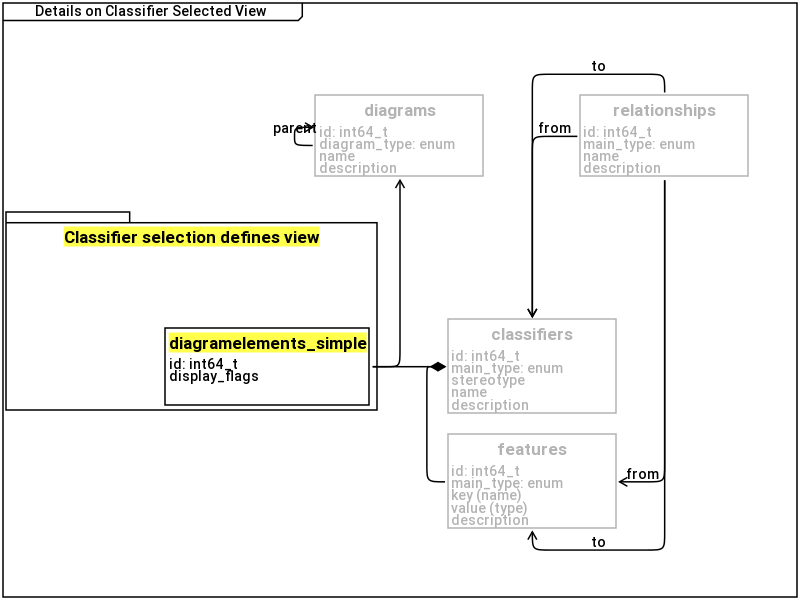 Details on Classifier Selected View
to
diagrams
parent
id: int64_t
diagram_type: enum
name
description
relationships
from
id: int64_t
main_type: enum
name
description
Classifier selection defines view
diagramelements_simple
id: int64_t
display_flags
classifiers
id: int64_t
main_type: enum
stereotype
name
description
features
id: int64_t
main_type: enum
key (name)
value (type)
description
from
to